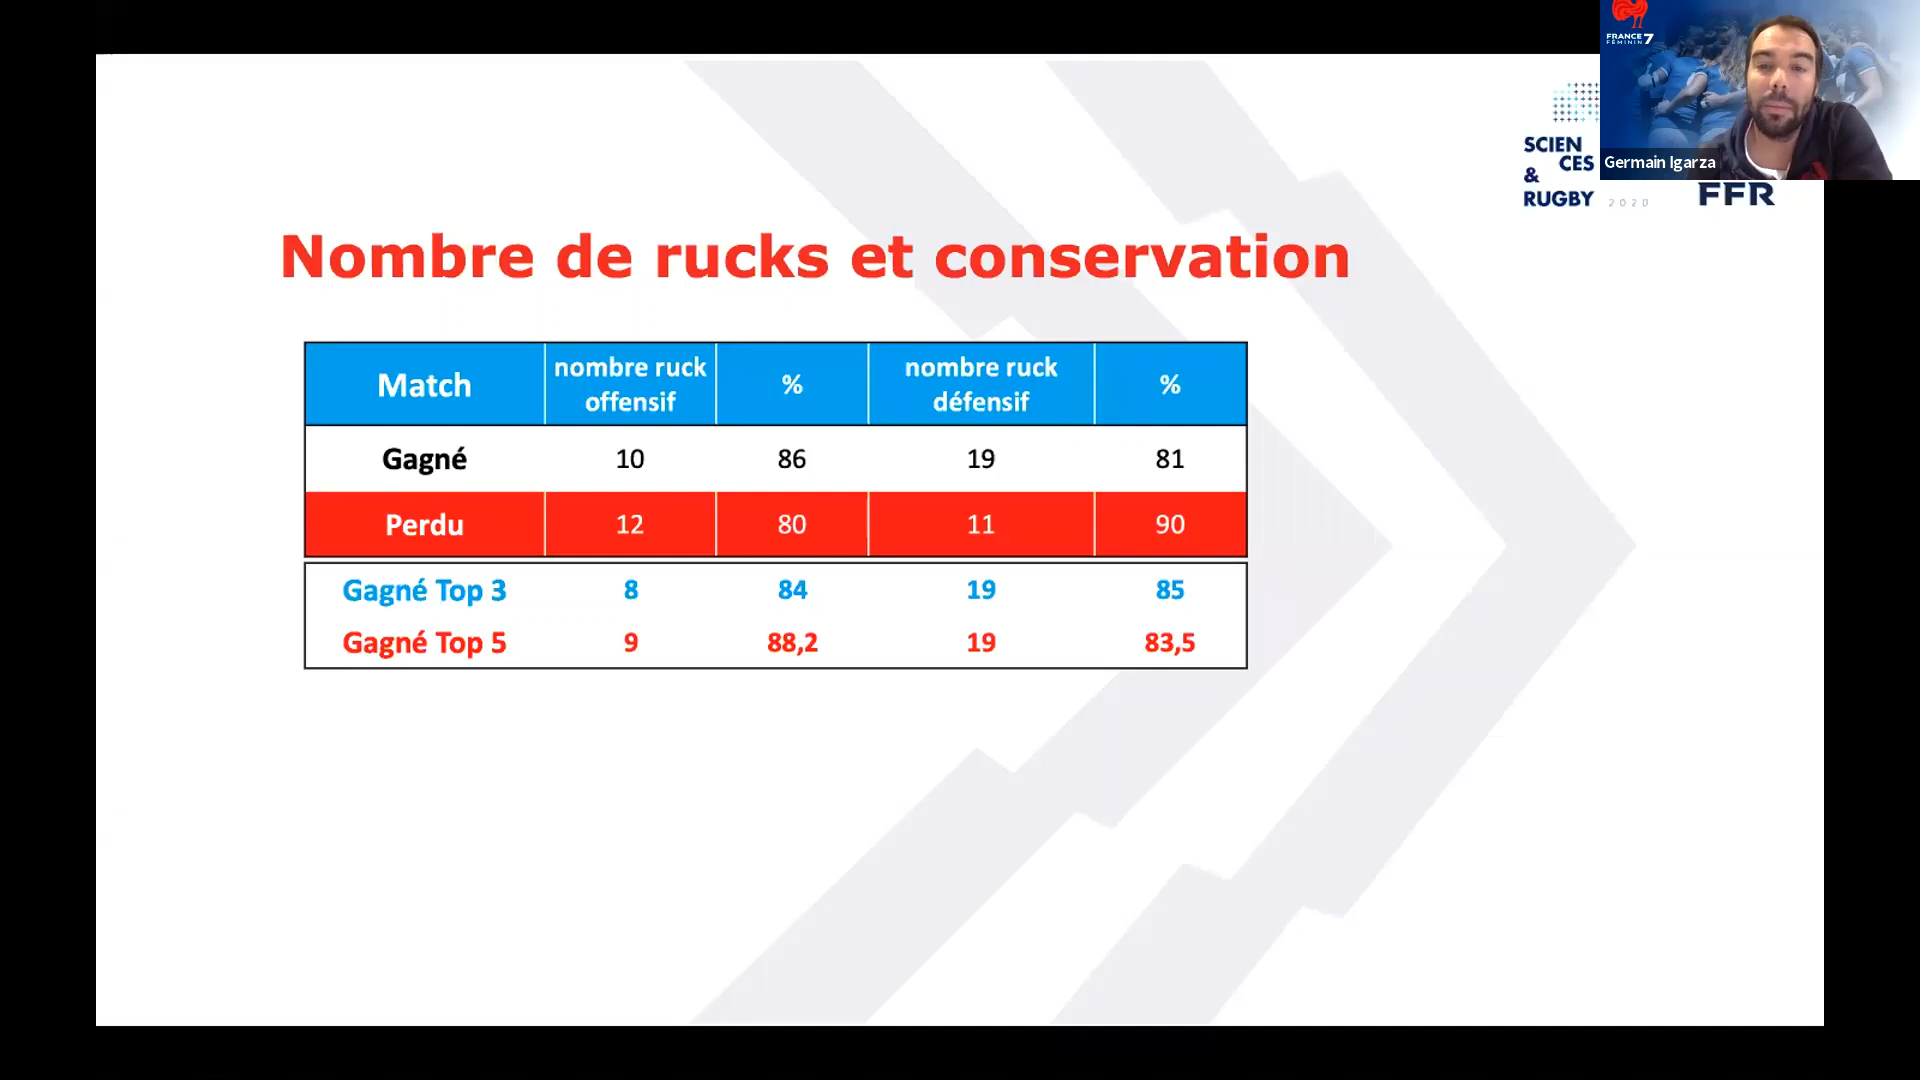 FRANCE 7
FÉMININ
Germain Igarza
SCIEN
CES
&
RUGBY 2020
FFR
Nombre de rucks et conservation
Match nombre ruck offensif % nombre ruck défensif %
Gagné 10 86 19 81
Perdu 12 80 11 90
Gagné Top 3 8 84 19 85
Gagné Top 5 9 88,2 19 83,5